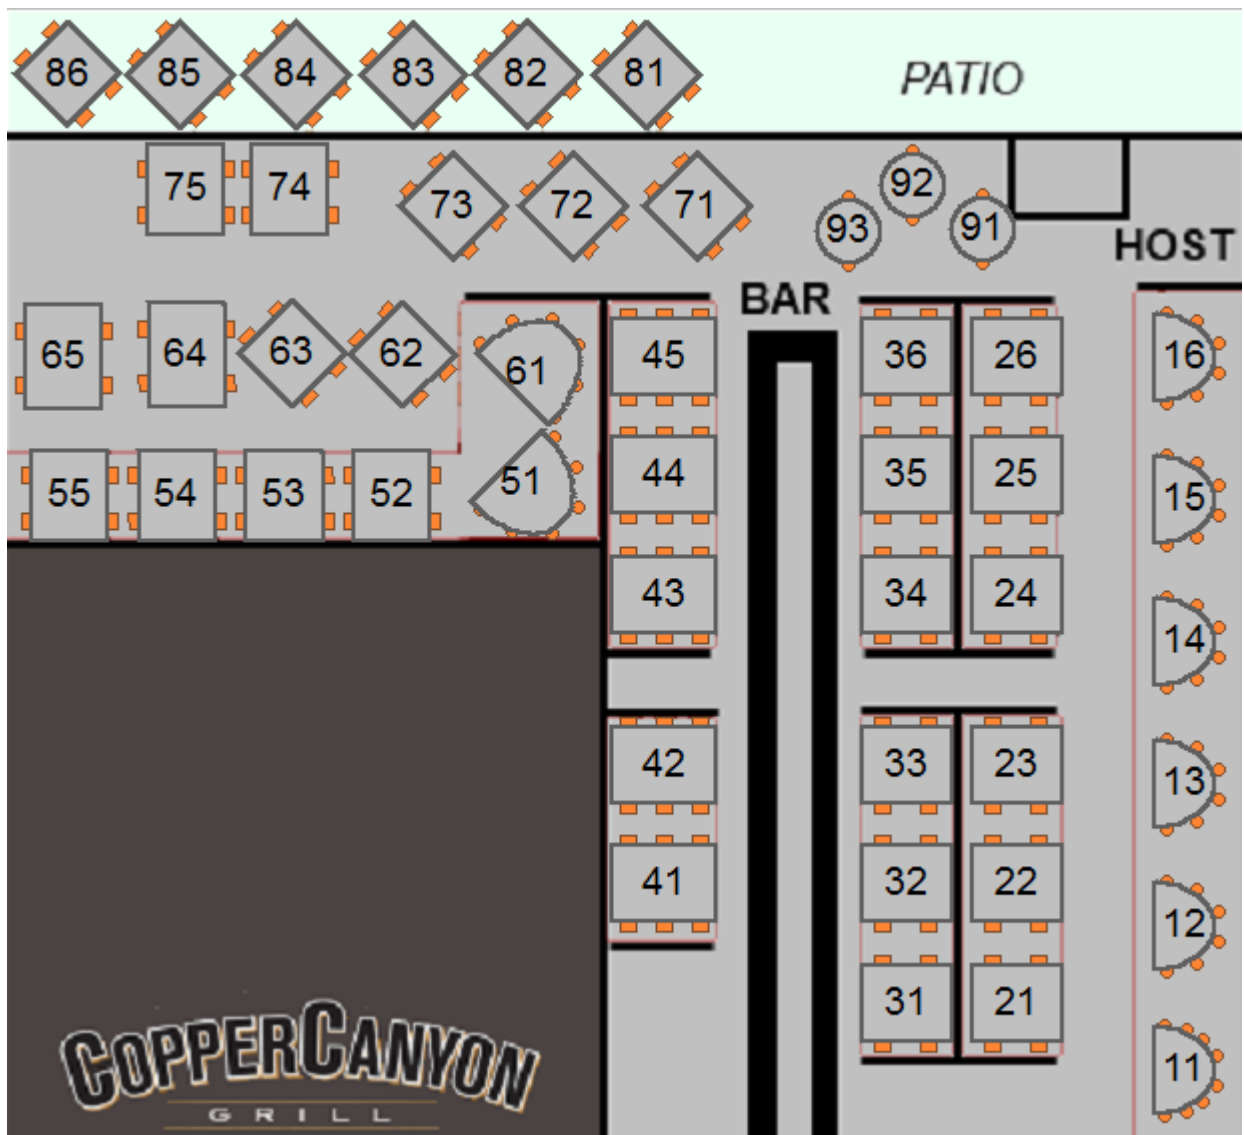 86 85 84 83 82 81 PATIO
75 74 73 72 71 93 92 91
HOST
BAR
65 64 63 62 61 45 36 26 16
55 54 53 52 51 44 35 25 15
43 34 24 14
42 33 23 13
41 32 22 12
31 21 11
COPPER CANYON
GRILL